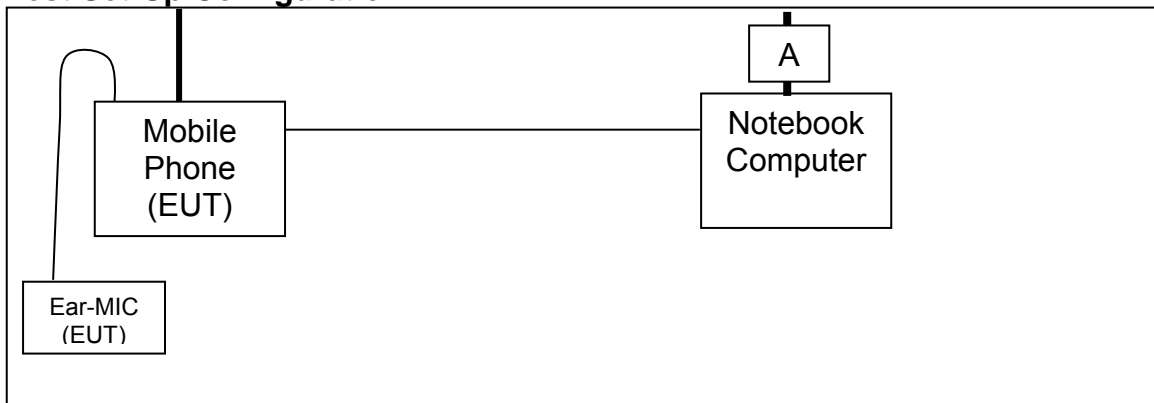 A
Mobile
Phone
(EUT)
Notebook
Computer
Ear-MIC
(EUT)